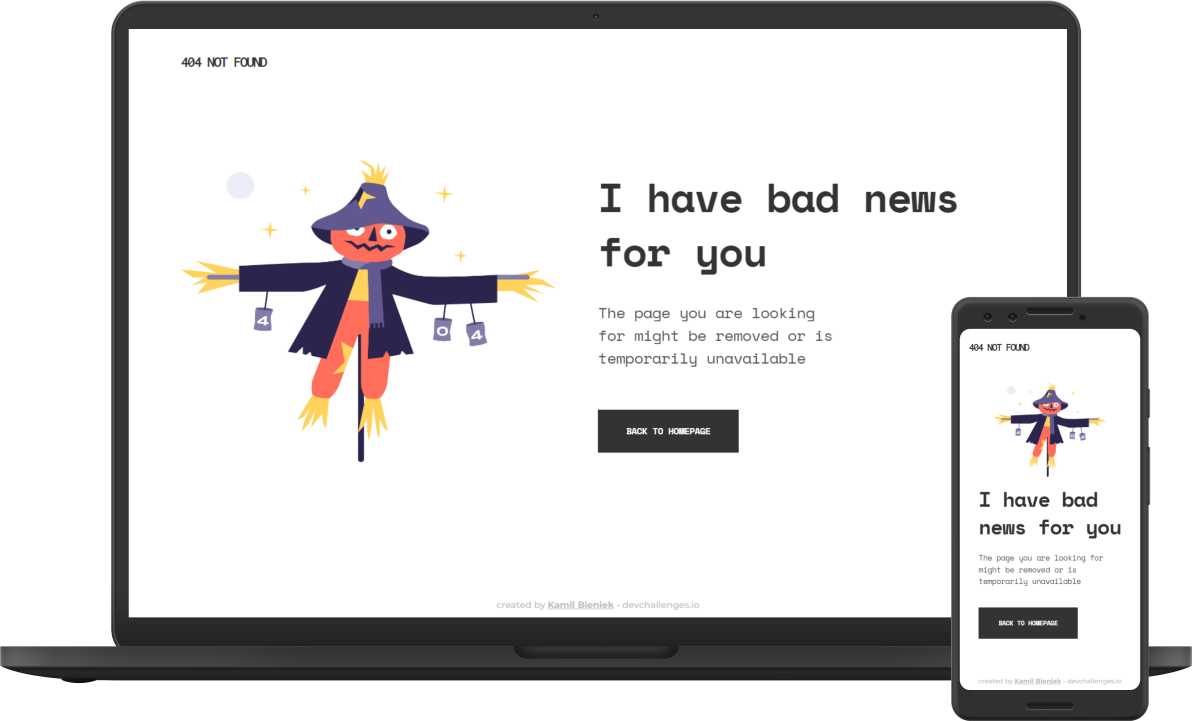 404 NOT FOUND
4
0
4
I have bad news
for you
The page you are looking
for might be removed or is
temporarily unavailable
BACK TO HOMEPAGE
created by Kamil Bieniek - devchallenges.io
404 NOT FOUND
4
0
4
I have bad
news for you
The page you are looking for
might be removed or is
temporarily unavailable
BACK TO HOMEPAGE
created by Kamil Bieniek - devchallenges.io